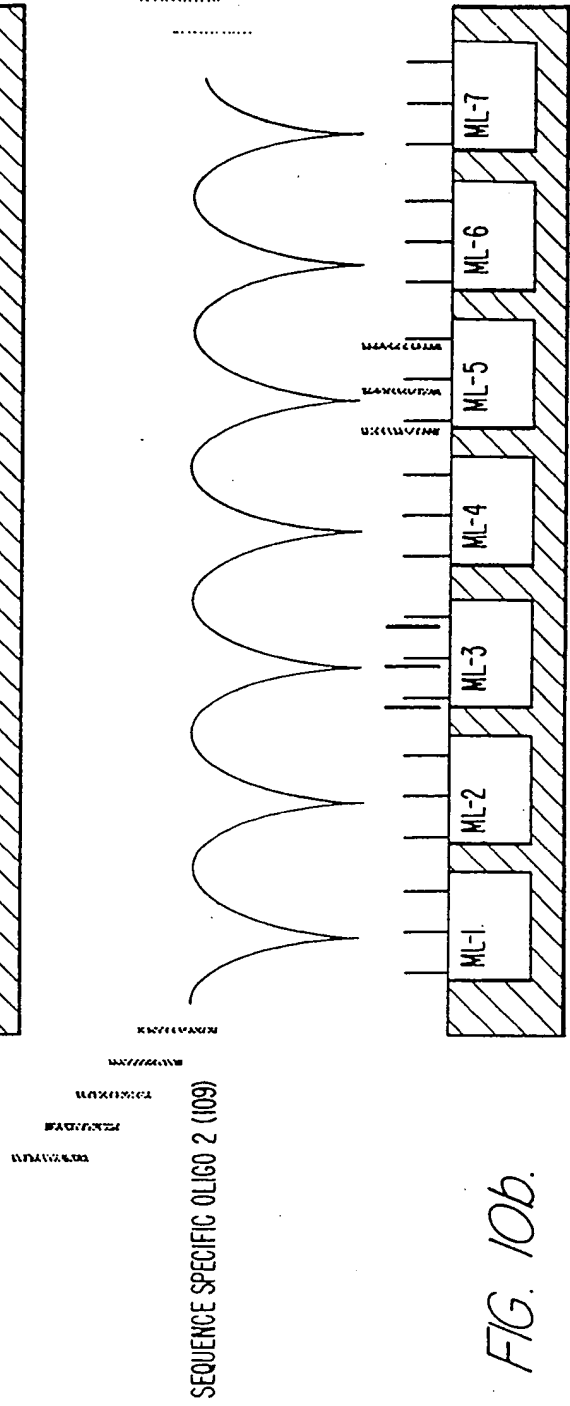 SEQUENCE SPECIFIC OLIGO 2 (109)
ML-1.
ML-2
ML-3
ML-4
ML-5
ML-6
ML-7
FIG. 10b.